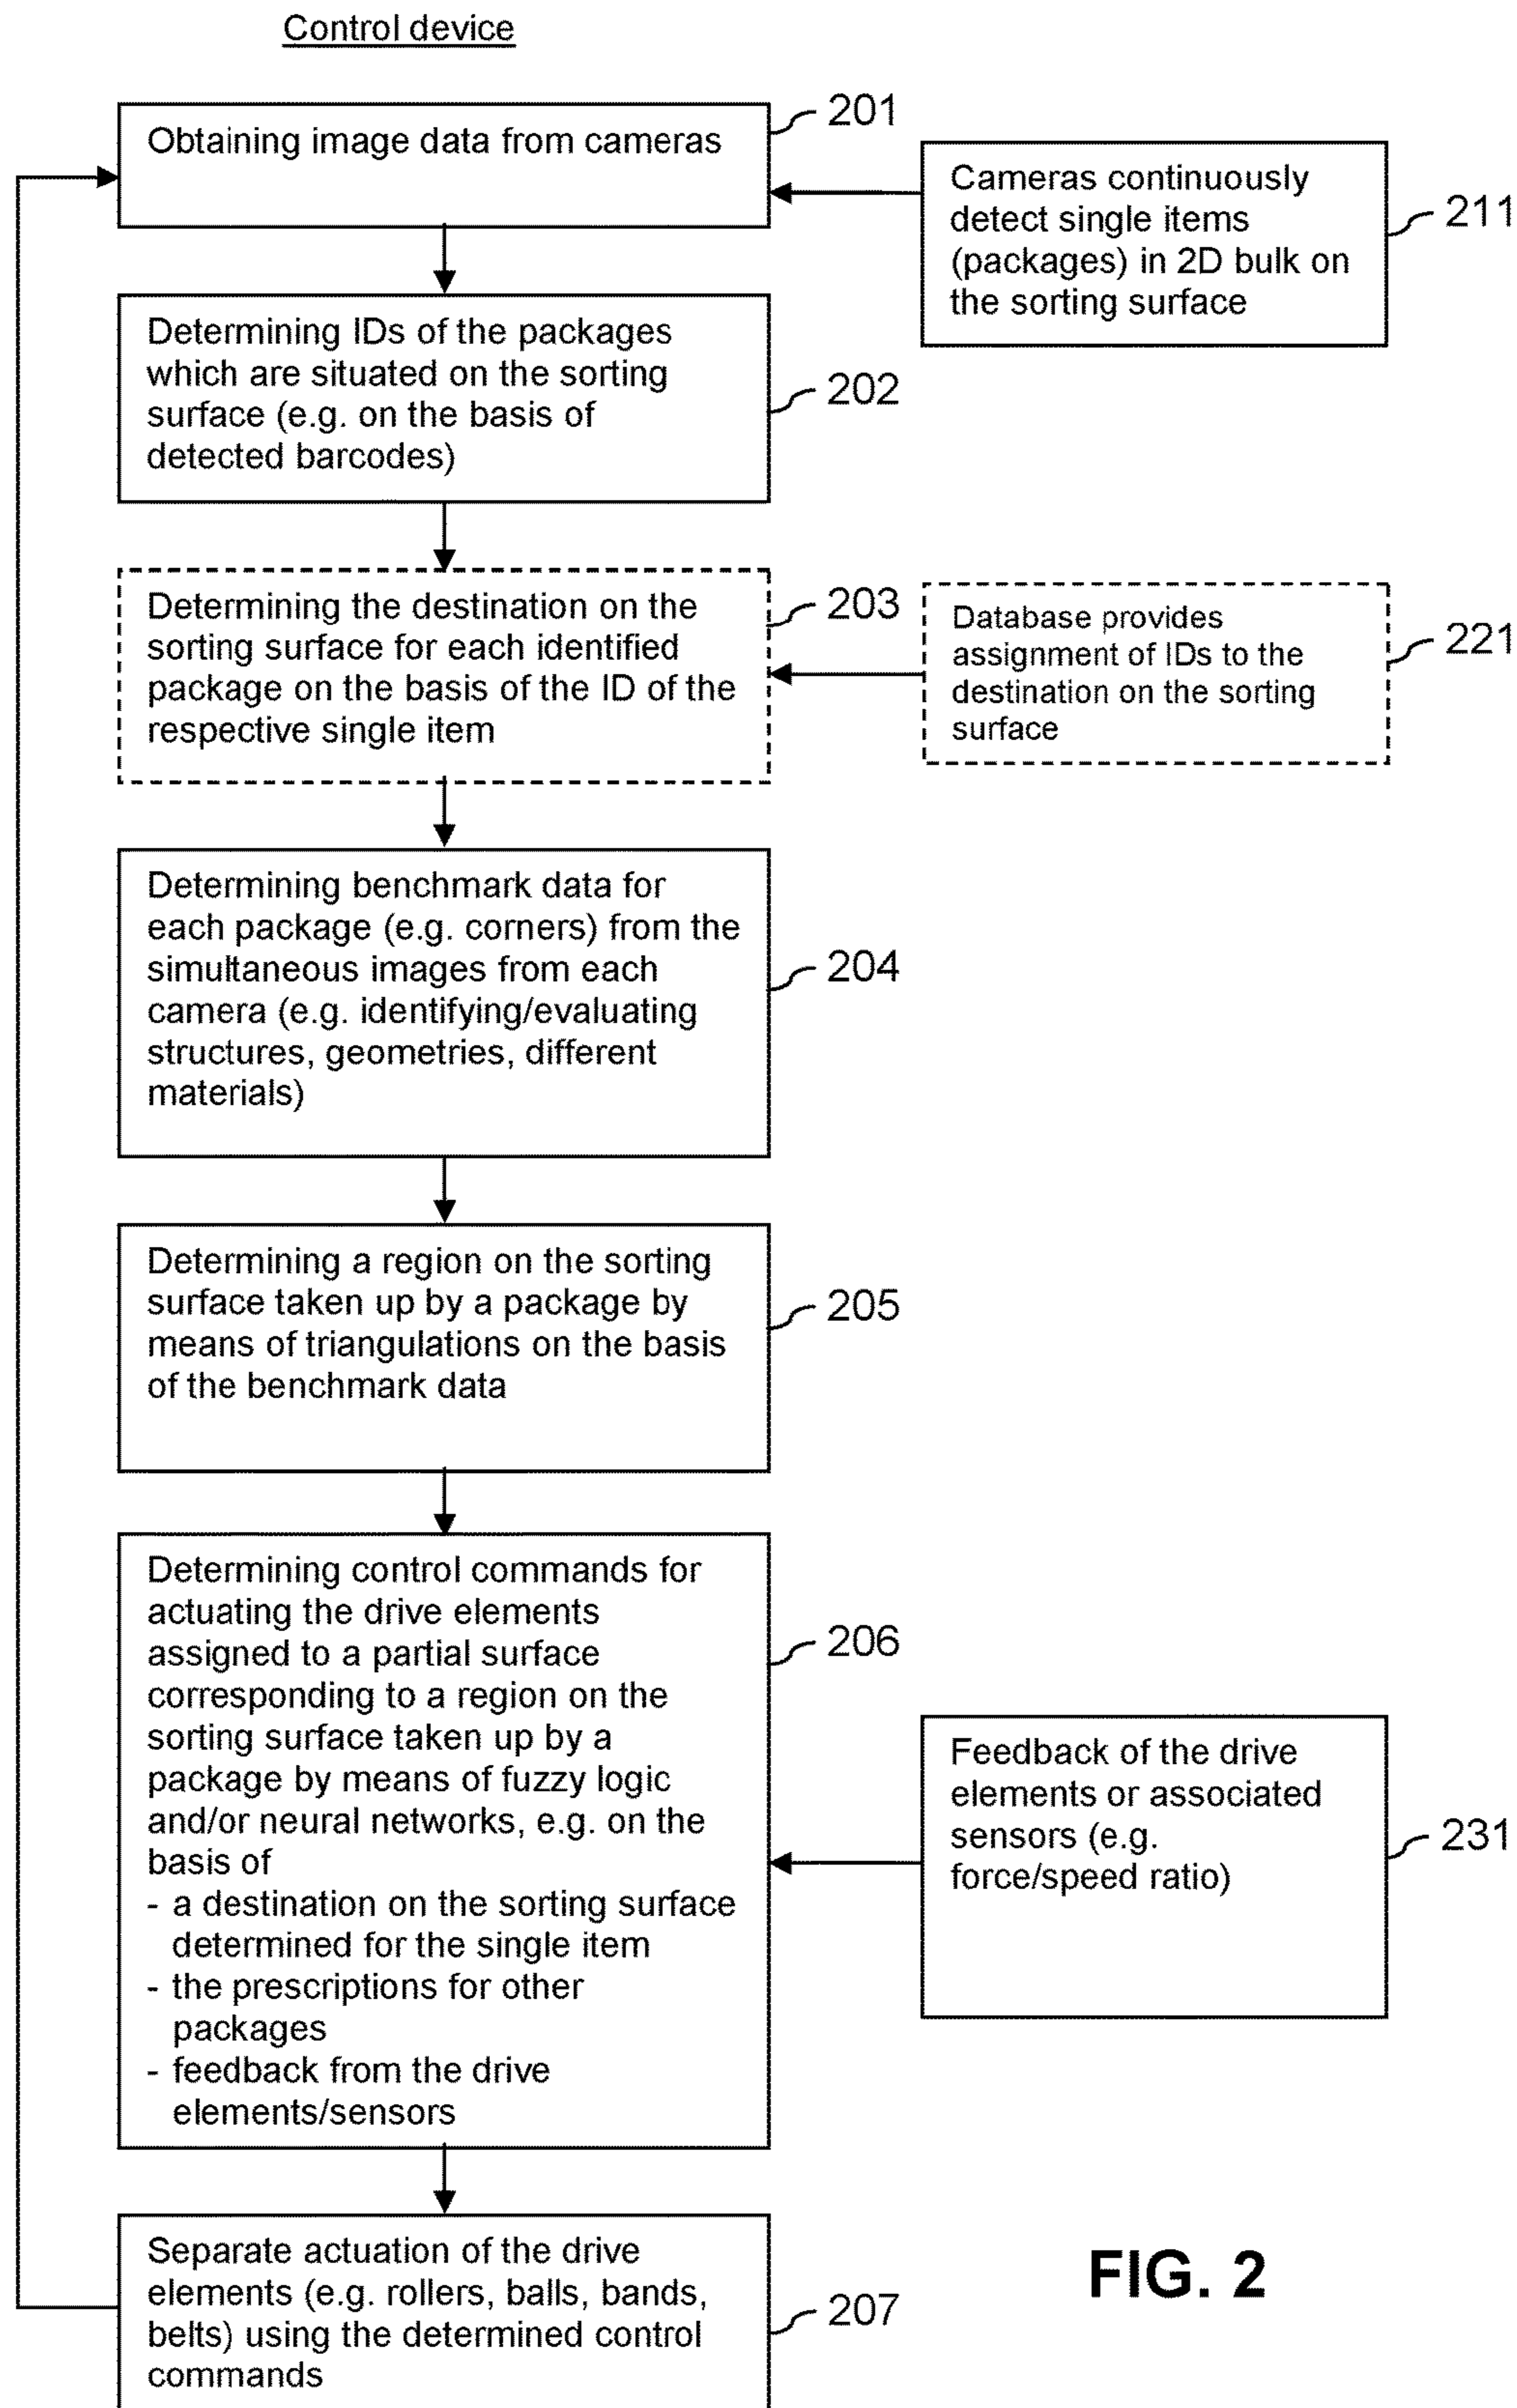 Control device
Obtaining image data from cameras
201
Cameras continuously
detect single items
(packages) in 2D bulk on
the sorting surface
211
Determining IDs of the packages
which are situated on the sorting
surface (e.g. on the basis of
detected barcodes)
202
Determining the destination on the
sorting surface for each identified
package on the basis of the ID of the
respective single item
203
Database provides
assignment of IDs to the
destination on the sorting
surface
221
Determining benchmark data for
each package (e.g. corners) from the
simultaneous images from each
camera (e.g. identifying/evaluating
structures, geometries, different
materials)
204
Determining a region on the sorting
surface taken up by a package by
means of triangulations on the basis
of the benchmark data
205
Determining control commands for
actuating the drive elements
assigned to a partial surface
corresponding to a region on the
sorting surface taken up by a
package by means of fuzzy logic
and/or neural networks, e.g. on the
basis of
- a destination on the sorting surface
determined for the single item
- the prescriptions for other
packages
- feedback from the drive
elements/sensors
206
Feedback of the drive
elements or associated
sensors (e.g.
force/speed ratio)
231
Separate actuation of the drive
elements (e.g. rollers, balls, bands,
belts) using the determined control
commands
207
FIG. 2